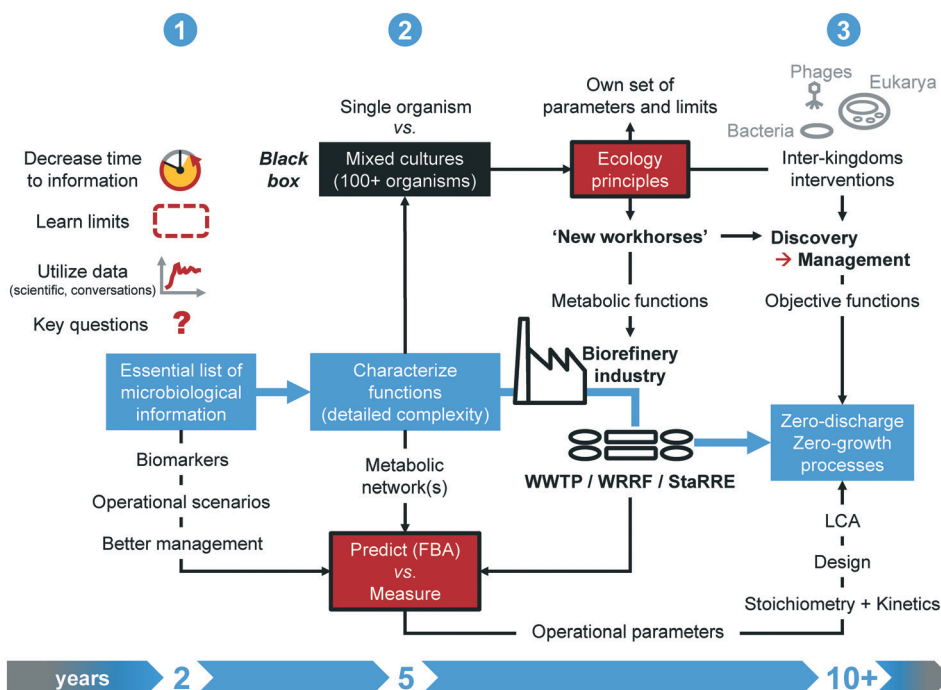 1
2
3
Decrease time
to information
Learn limits
Utilize data
(scientific, conversations)
Key questions
?
Essential list of
microbiological
information
Biomarkers
Operational scenarios
Better management
Single organism
vs.
Black
box
Mixed cultures
(100+ organisms)
Characterize
functions
(detailed complexity)
Metabolic
network(s)
Predict (FBA)
vs.
Measure
Own set of
parameters and limits
Ecology
principles
‘New workhorses’
Metabolic functions
Biorefinery
industry
WWTP / WRRF / StaRRE
Operational parameters
Phages
Eukarya
Bacteria
Inter-kingdoms
interventions
Discovery
→ Management
Objective functions
Zero-discharge
Zero-growth
processes
LCA
Design
Stoichiometry + Kinetics
years
2
5
10+